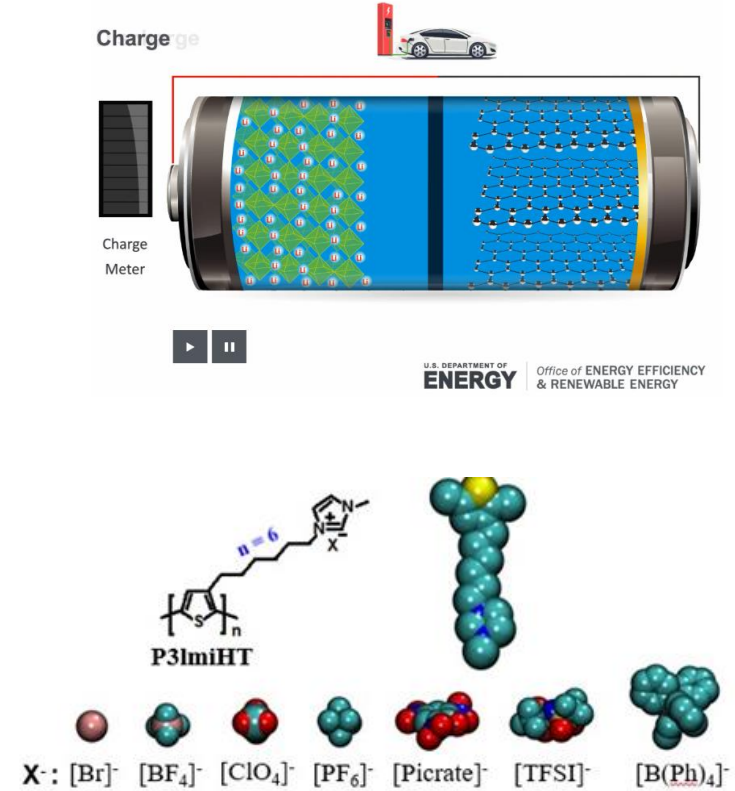 Charge
Charge
Meter
U.S. DEPARTMENT OF
ENERGY
Office of ENERGY EFFICIENCY
& RENEWABLE ENERGY
n = 6
N
+
N
X-
S
n
P3lmiHT
X-: [Br]- [BF4]- [ClO4]- [PF6]- [Picrate]- [TFSI]- [B(Ph)4]-